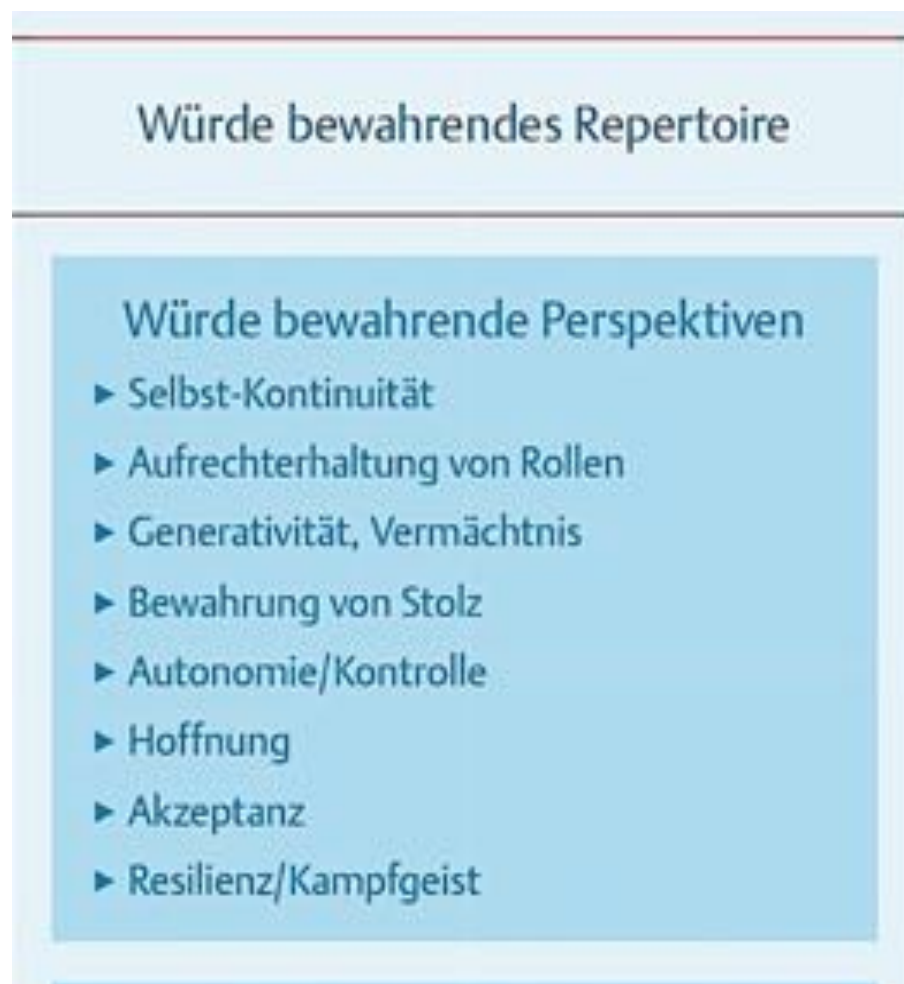 Würde bewahrendes Repertoire
Würde bewahrende Perspektiven
► Selbst-Kontinuität
► Aufrechterhaltung von Rollen
► Generativität, Vermächtnis
► Bewahrung von Stolz
► Autonomie/Kontrolle
► Hoffnung
► Akzeptanz
► Resilienz/Kampfgeist